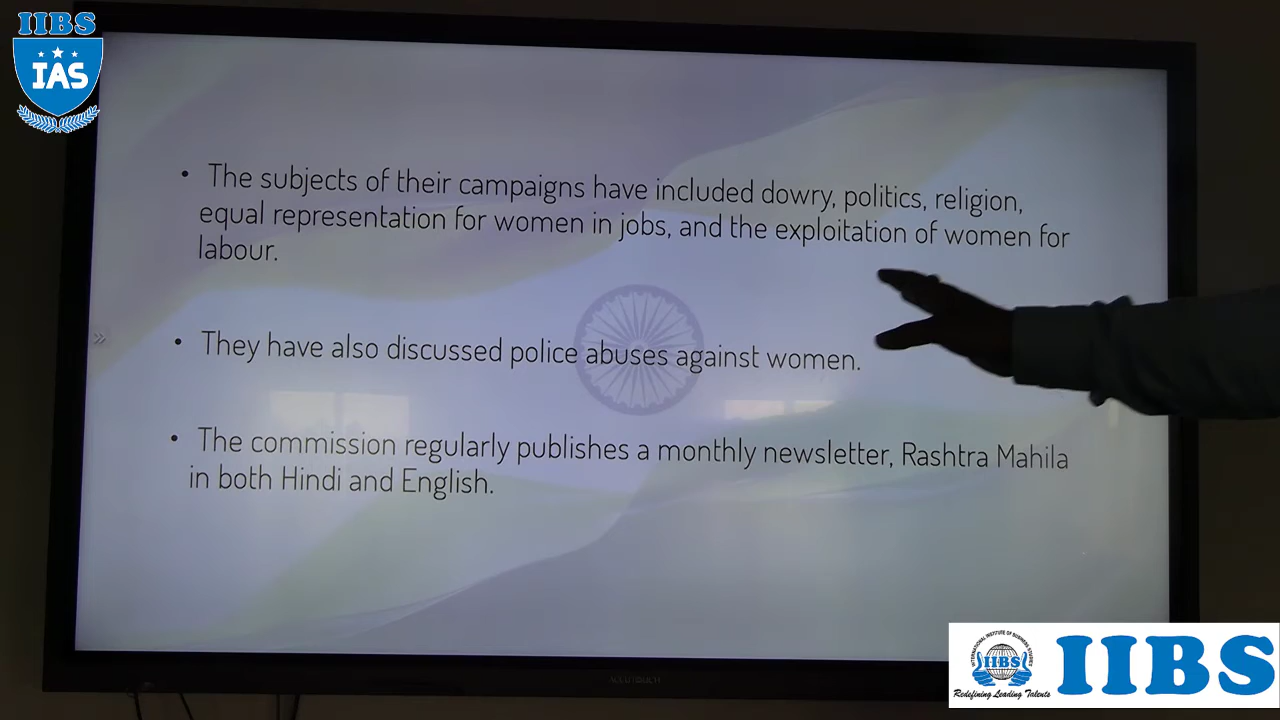 IIBS
IAS
• The subjects of their campaigns have included dowry, politics, religion,
equal representation for women in jobs, and the exploitation of women for
labour.
• They have also discussed police abuses against women.
• The commission regularly publishes a monthly newsletter, Rashtra Mahila
in both Hindi and English.
INTERNATIONAL INSTITUTE OF BUSINESS STUDIES
IIBS
Redefining Leading Talents
IIBS